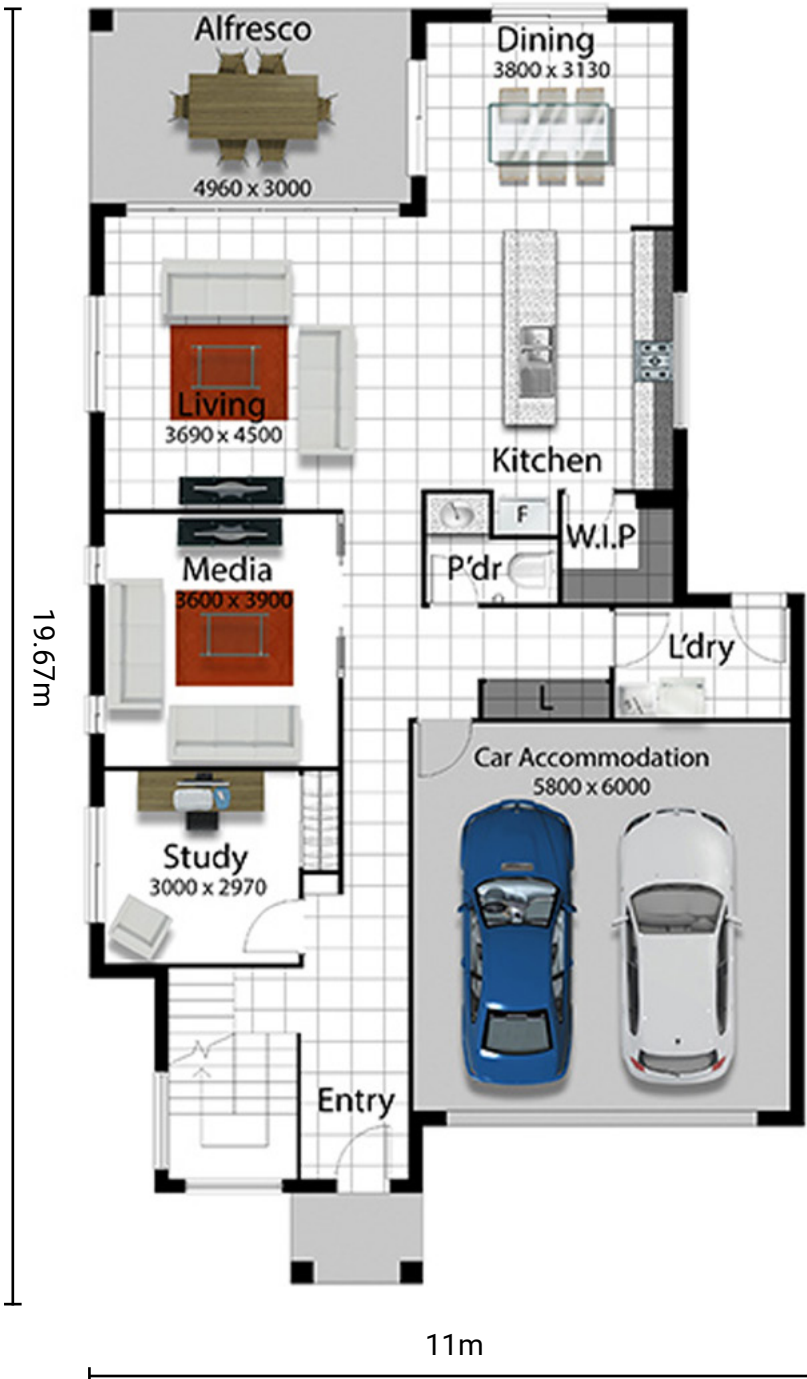 Alfresco
4960 x 3000
Dining
3800 x 3130
Living
3690 x 4500
Kitchen
F
W.I.P
P'dr
Media
3600 x 3900
L'dry
L
19.67m
Car Accommodation
5800 x 6000
Study
3000 x 2970
Entry
11m